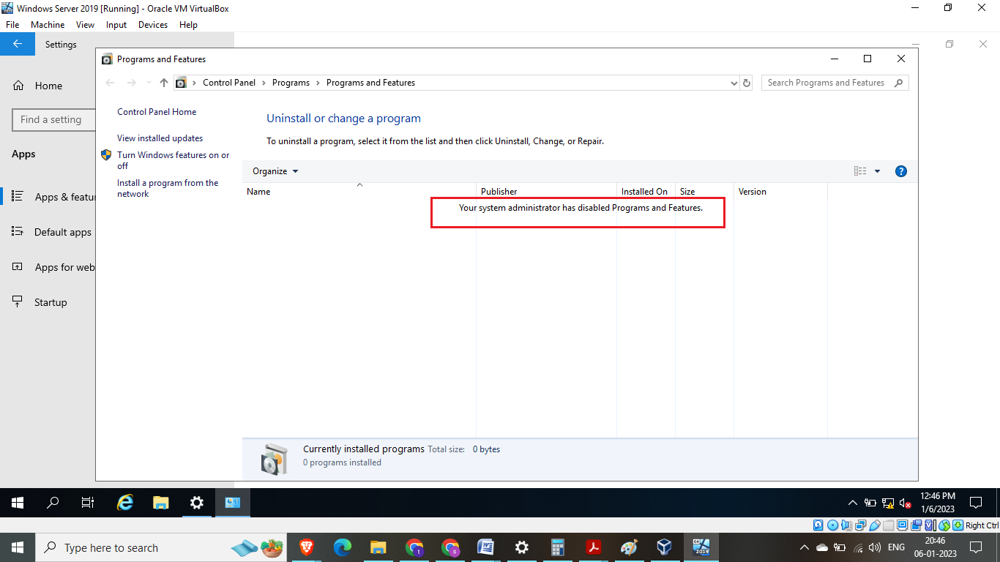 Windows Server 2019 [Running] - Oracle VM VirtualBox
File Machine View Input Devices Help
Settings
Programs and Features
Control Panel > Programs > Programs and Features
Search Programs and Features
Home
Find a setting
Apps
Apps & featu
Default apps
Apps for web
Startup
Control Panel Home
View installed updates
Turn Windows features on or
off
Install a program from the
network
Uninstall or change a program
To uninstall a program, select it from the list and then click Uninstall, Change, or Repair.
Organize
Name Publisher Installed On Size Version
Your system administrator has disabled Programs and Features.
Currently installed programs Total size: 0 bytes
0 programs installed
12:46 PM
1/6/2023
Right Ctrl
Type here to search
2019
ENG
20:46
06-01-2023